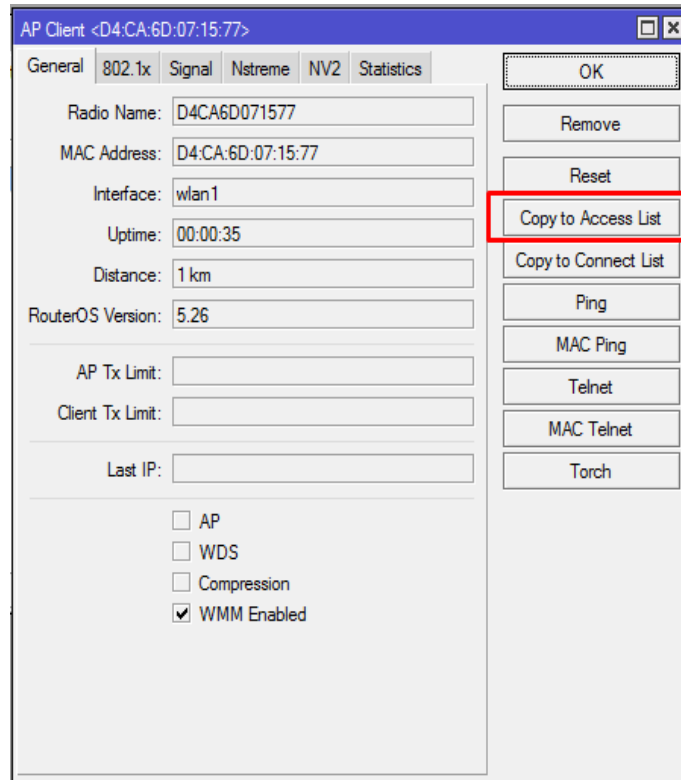 AP Client <D4:CA:6D:07:15:77>
General 802.1x Signal Nstreme NV2 Statistics
Radio Name: D4CA6D071577
MAC Address: D4:CA:6D:07:15:77
Interface: wlan1
Uptime: 00:00:35
Distance: 1 km
RouterOS Version: 5.26
AP Tx Limit:
Client Tx Limit:
Last IP:
AP
WDS
Compression
WMM Enabled
OK
Remove
Reset
Copy to Access List
Copy to Connect List
Ping
MAC Ping
Telnet
MAC Telnet
Torch